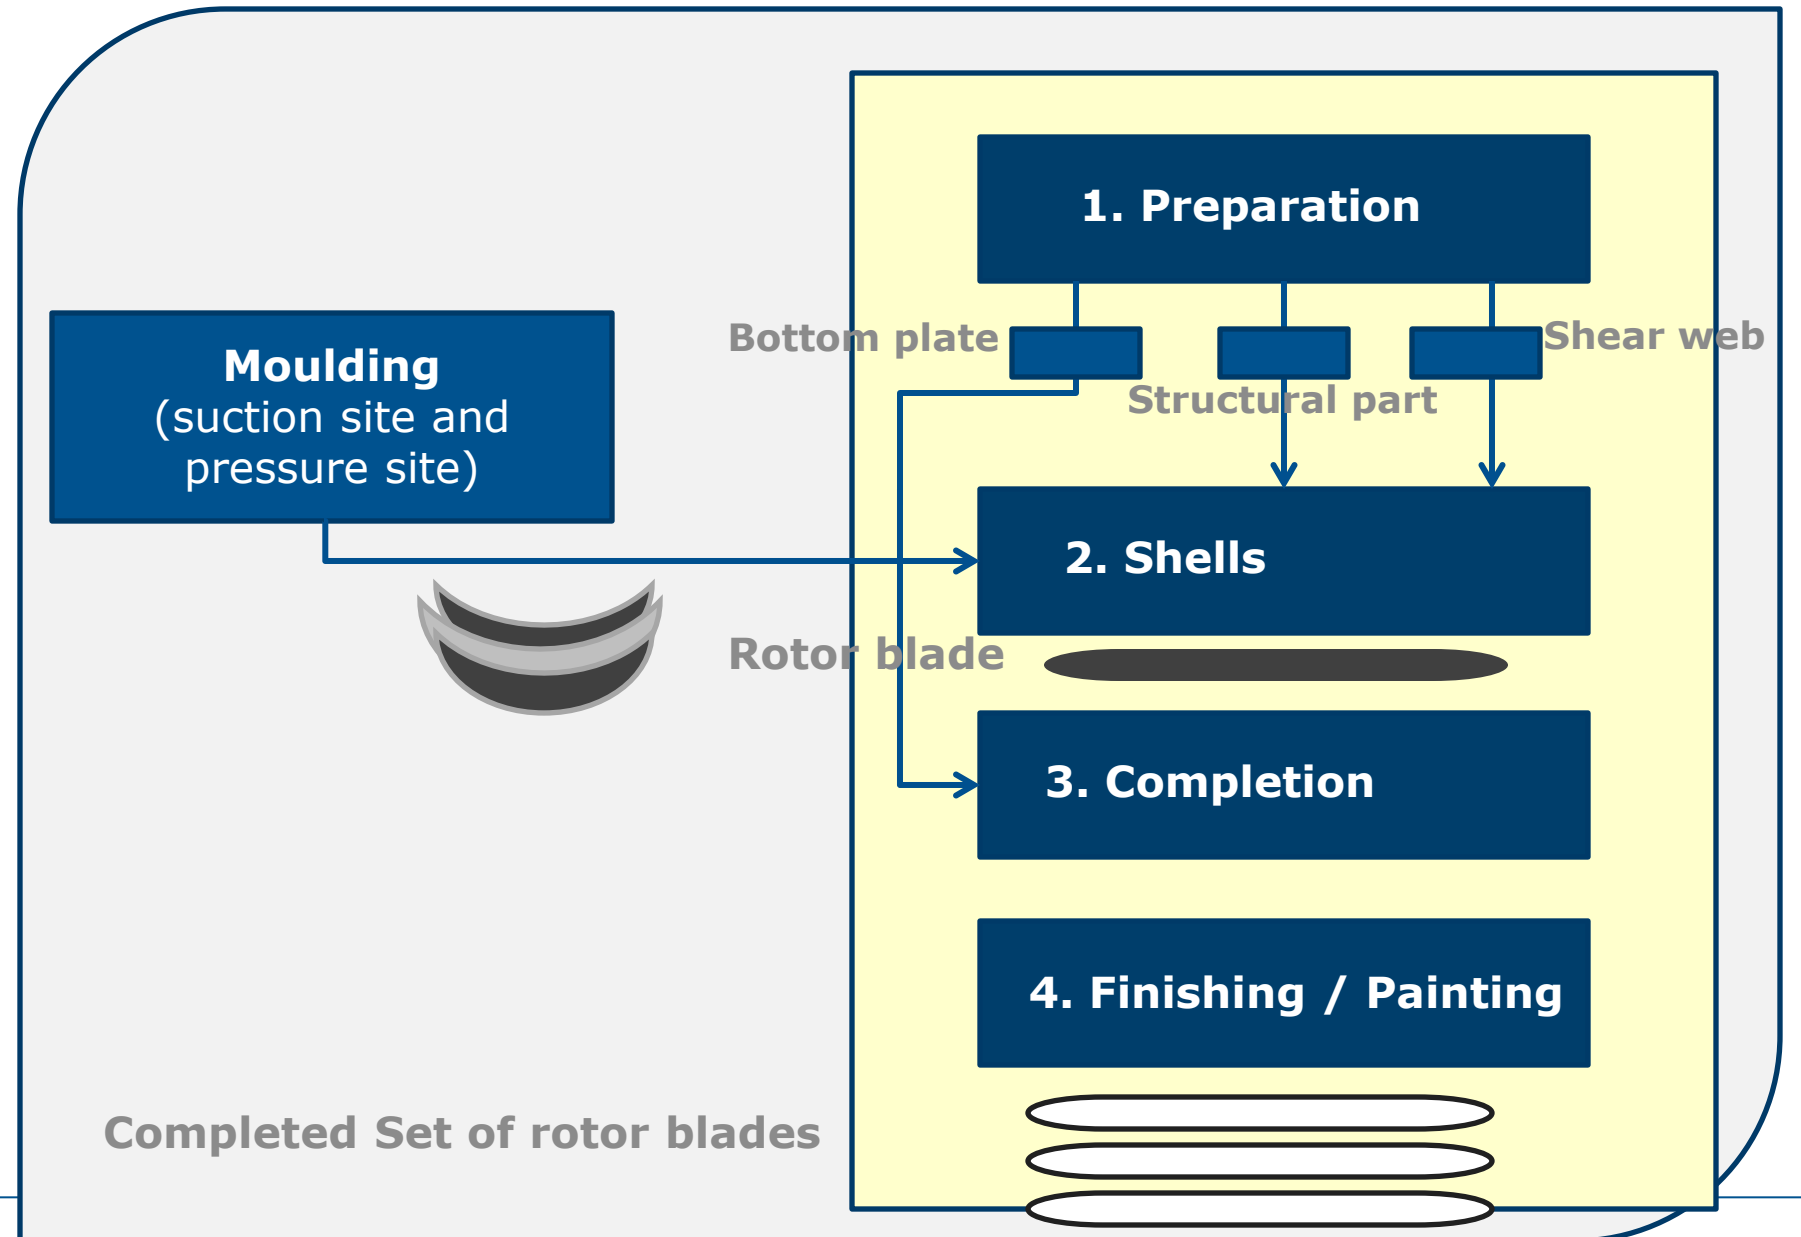 1. Preparation
Bottom plate
Shear web
Moulding
(suction site and
pressure site)
Structural part
2. Shells
Rotor blade
3. Completion
4. Finishing / Painting
Completed Set of rotor blades